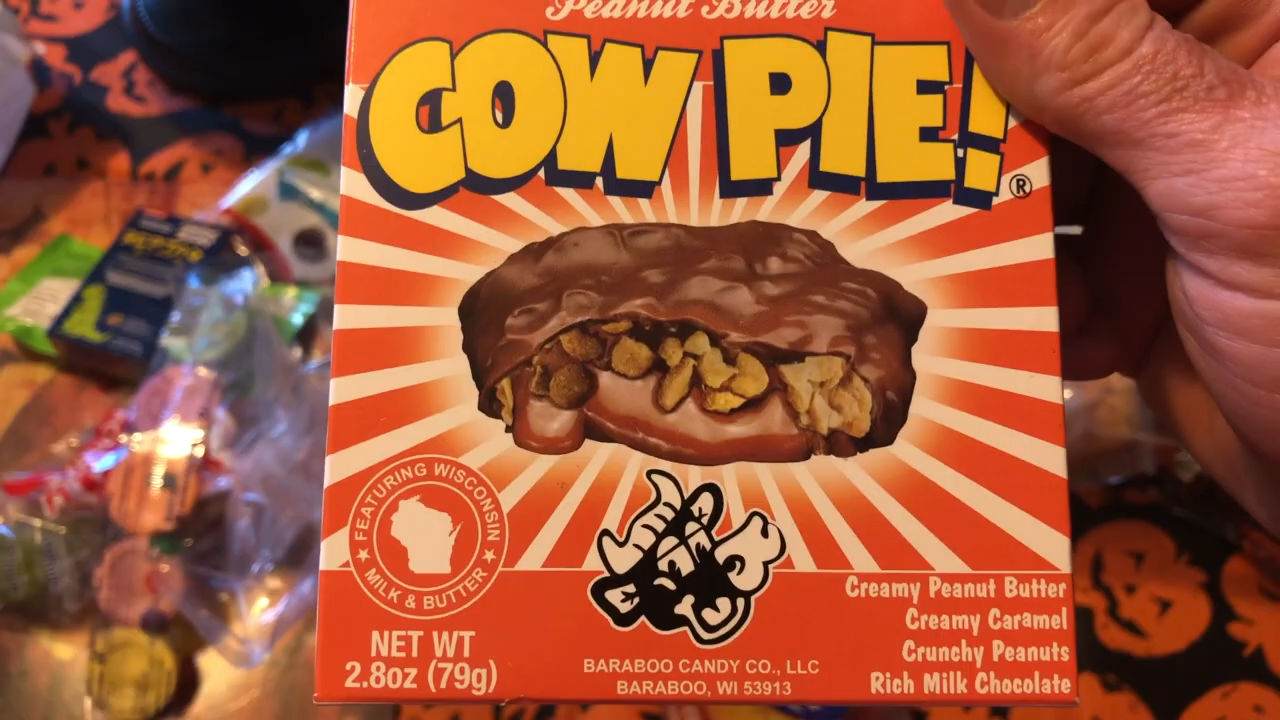 Peanut Butter
COW PIE!
®
FEATURING WISCONSIN
★ MILK & BUTTER ★
NET WT
2.8oz (79g)
BARABOO CANDY CO., LLC
BARABOO, WI 53913
Creamy Peanut Butter
Creamy Caramel
Crunchy Peanuts
Rich Milk Chocolate